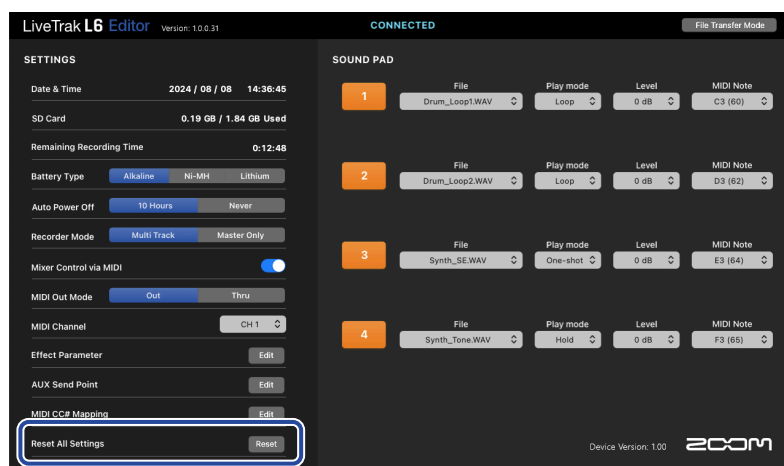 LiveTrak L6 Editor Version: 1.0.0.31 CONNECTED File Transfer Mode
SETTINGS
Date & Time 2024 / 08 / 08 14:36:45
SD Card 0.19 GB / 1.84 GB Used
Remaining Recording Time 0:12:48
Battery Type Alkaline Ni-MH Lithium
Auto Power Off 10 Hours Never
Recorder Mode Multi Track Master Only
Mixer Control via MIDI
MIDI Out Mode Out Thru
MIDI Channel CH 1
Effect Parameter Edit
AUX Send Point Edit
MIDI CC# Mapping Edit
Reset All Settings Reset
SOUND PAD
File Play mode Level MIDI Note
1 Drum_Loop1.WAV Loop 0 dB C3 (60)
File Play mode Level MIDI Note
2 Drum_Loop2.WAV Loop 0 dB D3 (62)
File Play mode Level MIDI Note
3 Synth_SE.WAV One-shot 0 dB E3 (64)
File Play mode Level MIDI Note
4 Synth_Tone.WAV Hold 0 dB F3 (65)
Device Version: 1.00 ZOOM